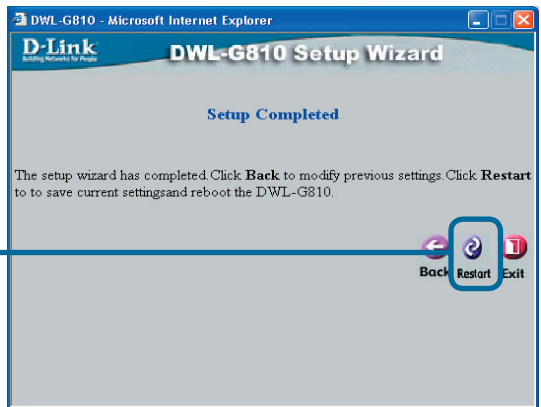 DWL-G810 - Microsoft Internet Explorer
D-Link
Building Networks for People
DWL-G810 Setup Wizard
Setup Completed
The setup wizard has completed.Click Back to modify previous settings.Click Restart
to to save current settingsand reboot the DWL-G810.
Back Restart Exit